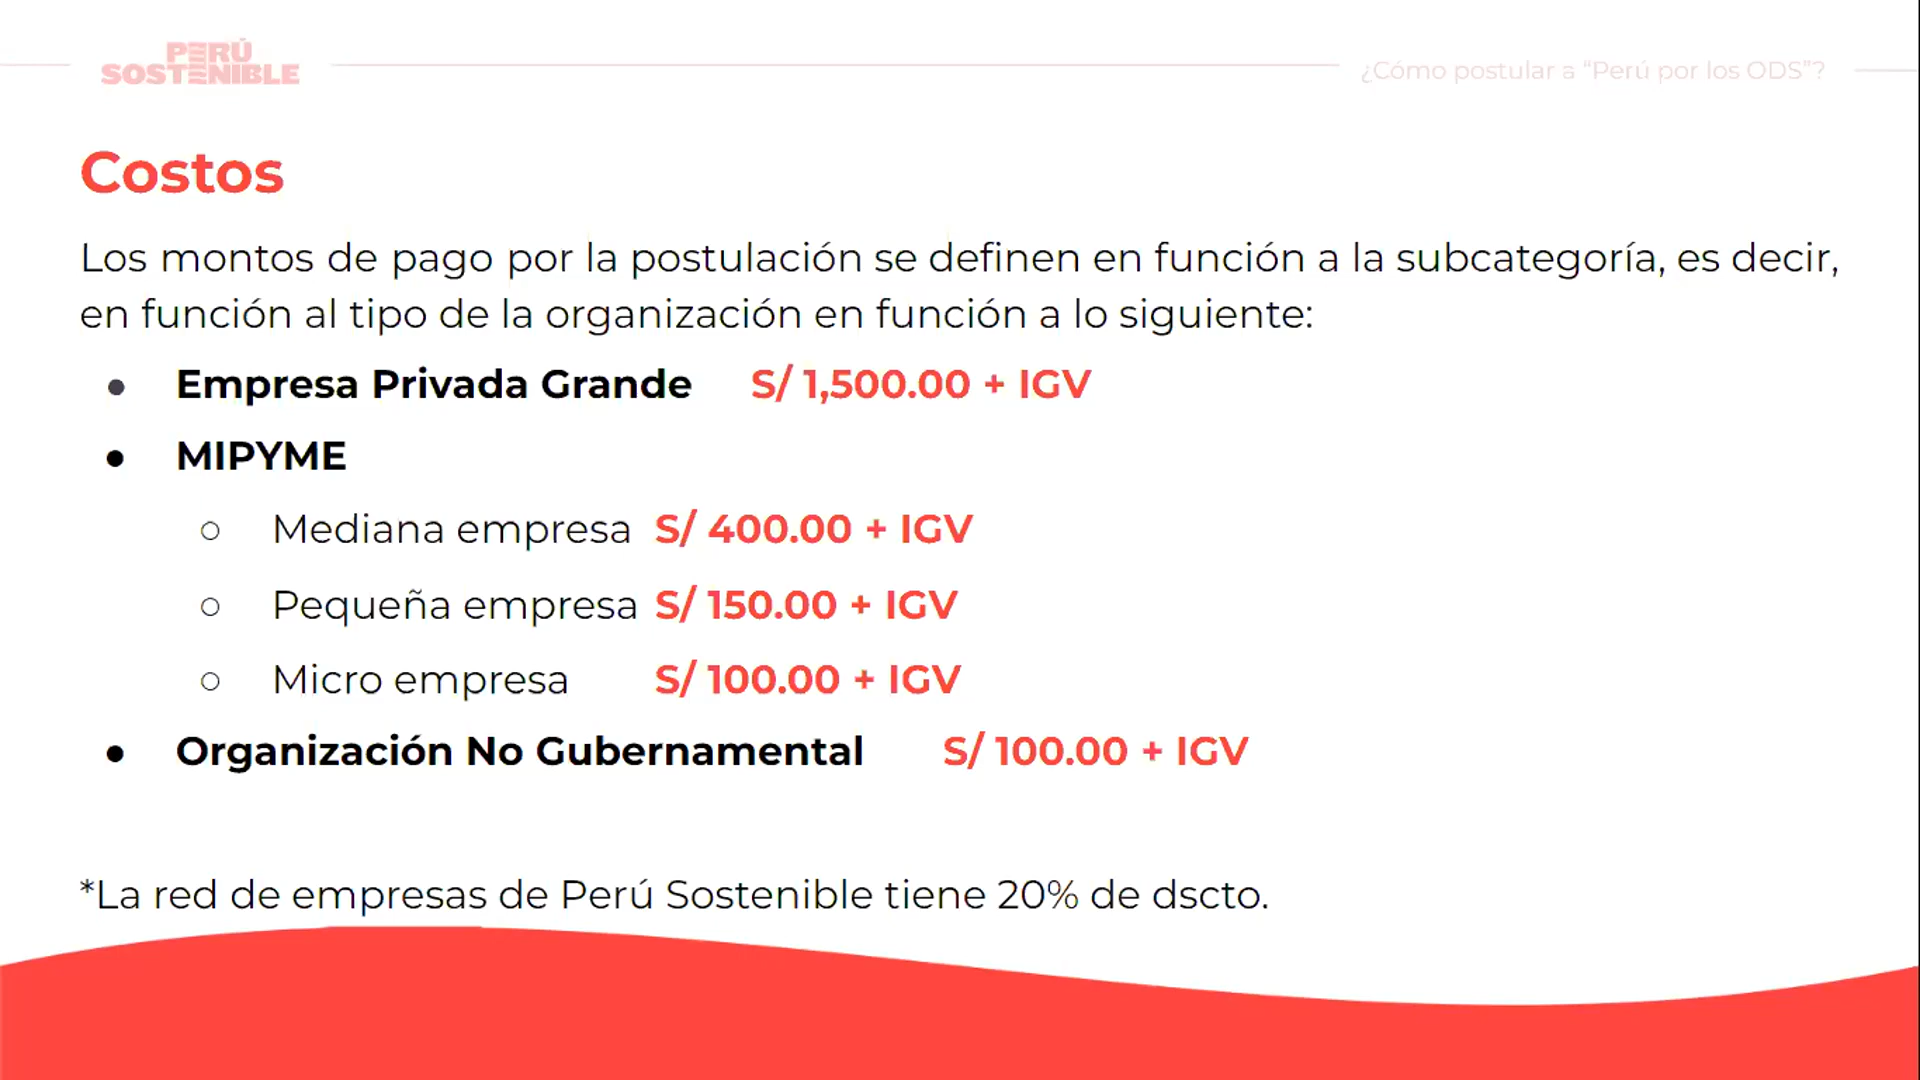 PERÚ
SOSTENIBLE
¿Cómo postular a “Perú por los ODS”?
Costos
Los montos de pago por la postulación se definen en función a la subcategoría, es decir,
en función al tipo de la organización en función a lo siguiente:
● Empresa Privada Grande S/ 1,500.00 + IGV
● MIPYME
○ Mediana empresa S/ 400.00 + IGV
○ Pequeña empresa S/ 150.00 + IGV
○ Micro empresa S/ 100.00 + IGV
● Organización No Gubernamental S/ 100.00 + IGV
*La red de empresas de Perú Sostenible tiene 20% de dscto.